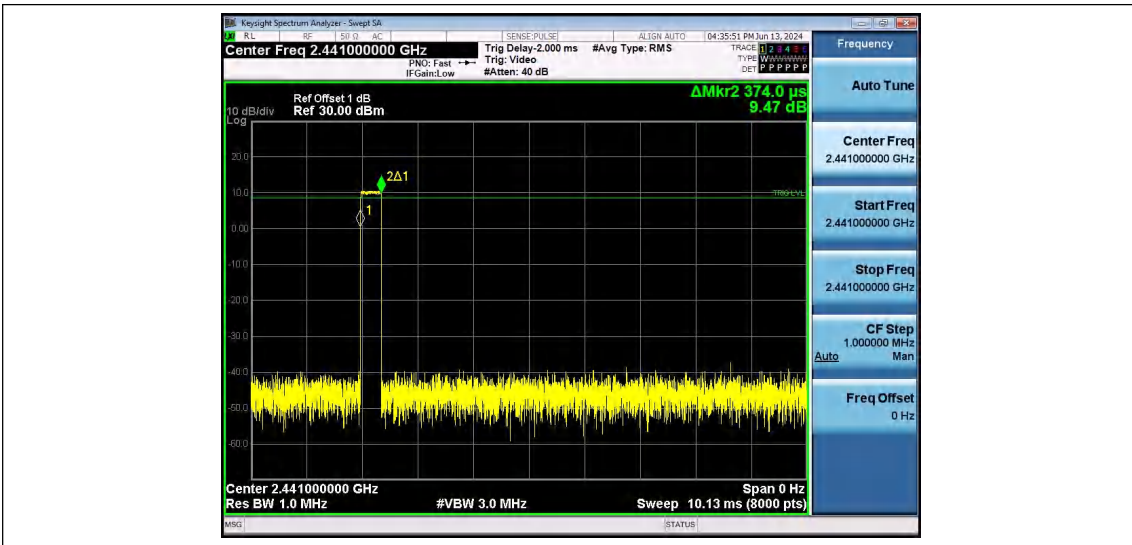 Keysight Spectrum Analyzer - Swept SA
RL RF 50 Ω AC SENSE:PULSE ALIGN AUTO 04:35:51 PM Jun 13, 2024
Center Freq 2.441000000 GHz
PNO: Fast
IFGain:Low
Trig Delay-2.000 ms
Trig: Video
#Atten: 40 dB
#Avg Type: RMS
TRACE 1 2 3 4 5 6
TYPE W
DET P P P P P P
Frequency
Auto Tune
Center Freq
2.441000000 GHz
Start Freq
2.441000000 GHz
Stop Freq
2.441000000 GHz
CF Step
1.000000 MHz
Auto Man
Freq Offset
0 Hz
ΔMkr2 374.0 µs
9.47 dB
Ref Offset 1 dB
10 dB/div Ref 30.00 dBm
Log
20.0
10.0
0.00
-10.0
-20.0
-30.0
-40.0
-50.0
-60.0
2Δ1
1
TRIG LVL
Center 2.441000000 GHz Span 0 Hz
Res BW 1.0 MHz #VBW 3.0 MHz Sweep 10.13 ms (8000 pts)
MSG STATUS